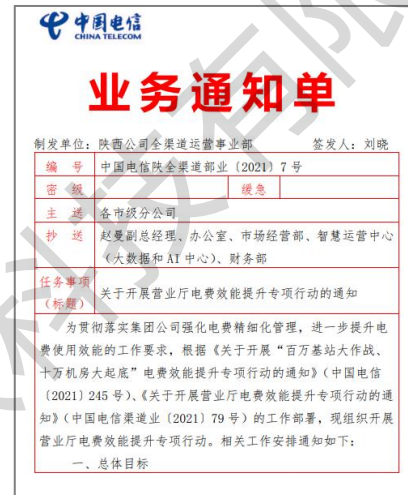 中国电信
CHINA TELECOM
业务通知单
制发单位：陕西公司全渠道运营事业部 签发人：刘晓
编 号 中国电信陕全渠道部业〔2021〕7号
密 级 缓急
主 送 各市级分公司
抄 送 赵曼副总经理、办公室、市场经营部、智慧运营中心
（大数据和 AI 中心）、财务部
任务事项
（标题） 关于开展营业厅电费效能提升专项行动的通知
为贯彻落实集团公司强化电费精细化管理，进一步提升电
费使用效能的工作要求，根据《关于开展“百万基站大作战、
十万机房大起底”电费效能提升专项行动的通知》（中国电信
〔2021〕245 号）、《关于开展营业厅电费效能提升专项行动的通
知》（中国电信渠道业〔2021〕79 号）的工作部署，现组织开展
营业厅电费效能提升专项行动。相关工作安排通知如下：
一、总体目标